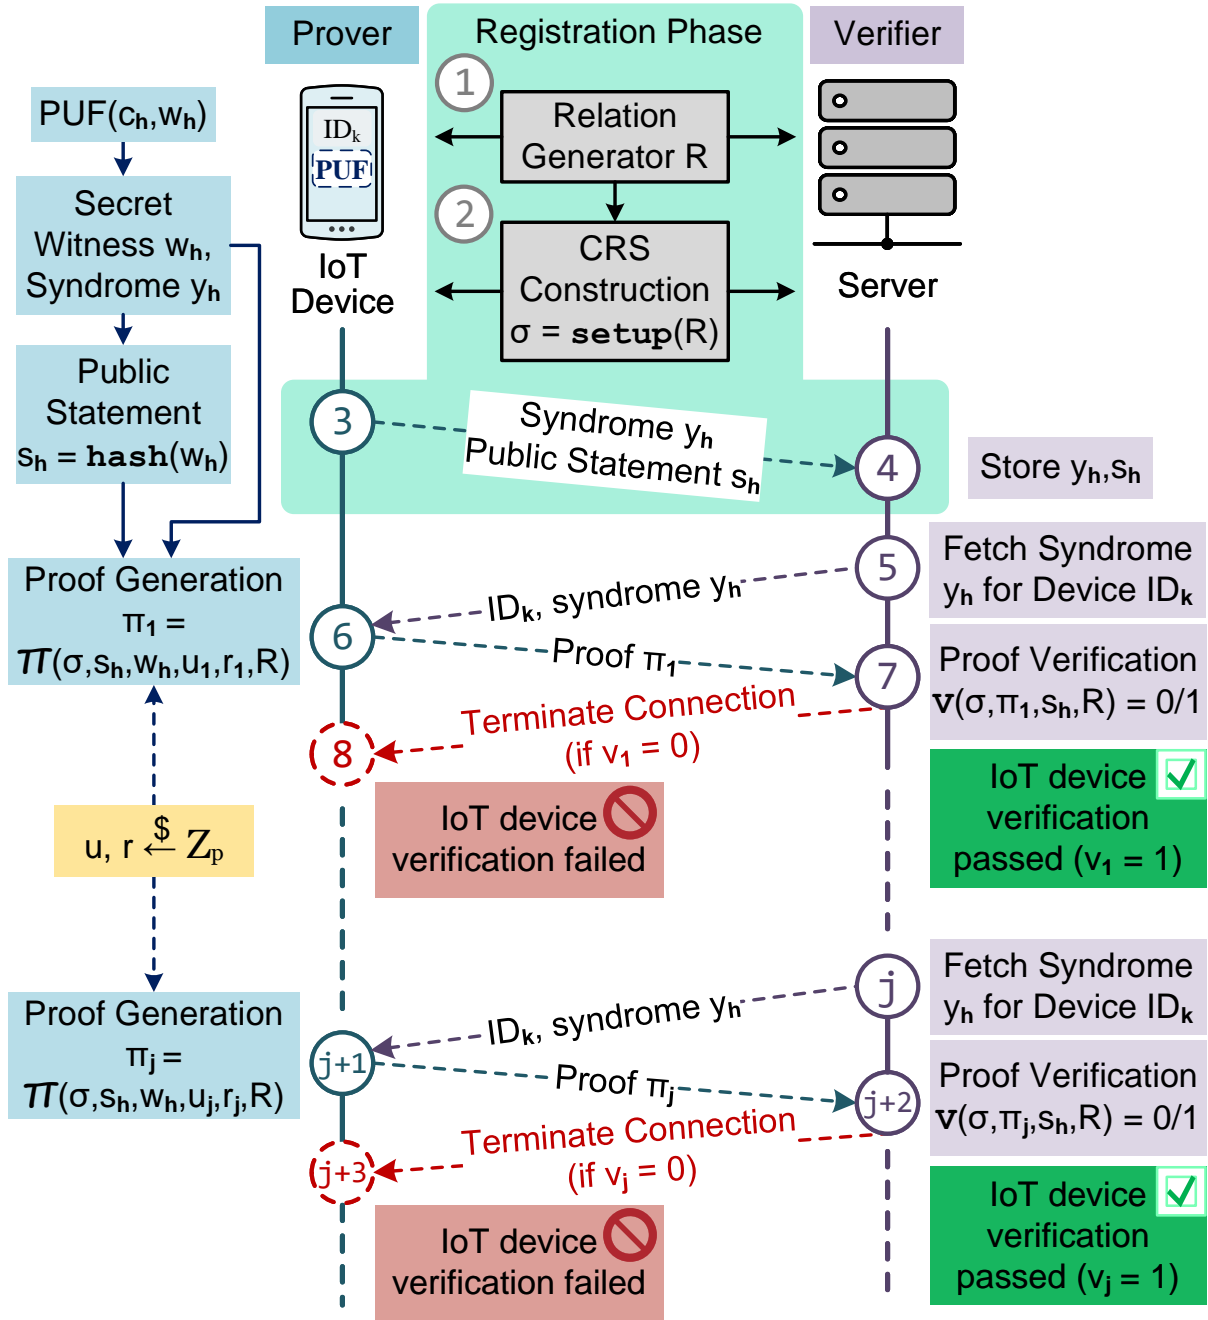 Prover
Registration Phase
Verifier
1
PUF(cₕ,wₕ)
IDₖ
PUF
Relation
Generator R
Secret
Witness wₕ,
Syndrome yₕ
2
IoT
Device
CRS
Construction
σ = setup(R)
Server
Public
Statement
sₕ = hash(wₕ)
3
Syndrome yₕ
Public Statement sₕ
4
Store yₕ,sₕ
5
Fetch Syndrome
yₕ for Device IDₖ
IDₖ, syndrome yₕ
Proof Generation
π₁ =
π(σ,sₕ,wₕ,u₁,r₁,R)
6
Proof π₁
7
Proof Verification
v(σ,π₁,sₕ,R) = 0/1
Terminate Connection
(if v₁ = 0)
8
IoT device
verification failed
IoT device
verification
passed (v₁ = 1)
u, r ←$ Zₚ
j
Fetch Syndrome
yₕ for Device IDₖ
IDₖ, syndrome yₕ
Proof Generation
πⱼ =
π(σ,sₕ,wₕ,uⱼ,rⱼ,R)
j+1
Proof πⱼ
j+2
Proof Verification
v(σ,πⱼ,sₕ,R) = 0/1
Terminate Connection
(if vⱼ = 0)
j+3
IoT device
verification failed
IoT device
verification
passed (vⱼ = 1)